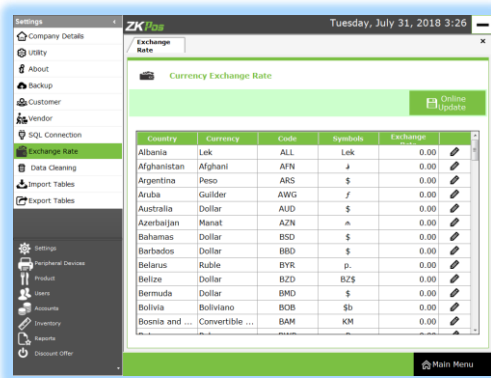 Settings
Company Details
Utility
About
Backup
Customer
Vendor
SQL Connection
Exchange Rate
Data Cleaning
Import Tables
Export Tables
Settings
Peripheral Devices
Product
Users
Accounts
Inventory
Reports
Discount Offer
ZKPos
Tuesday, July 31, 2018 3:26
Exchange
Rate
x
Currency Exchange Rate
Online
Update
Country Currency Code Symbols Exchange
Albania Lek ALL Lek 0.00
Afghanistan Afghani AFN 0.00
Argentina Peso ARS $ 0.00
Aruba Guilder AWG ƒ 0.00
Australia Dollar AUD $ 0.00
Azerbaijan Manat AZN 0.00
Bahamas Dollar BSD $ 0.00
Barbados Dollar BBD $ 0.00
Belarus Ruble BYR p. 0.00
Belize Dollar BZD BZ$ 0.00
Bermuda Dollar BMD $ 0.00
Bolivia Boliviano BOB $b 0.00
Bosnia and ... Convertible ... BAM KM 0.00
Main Menu